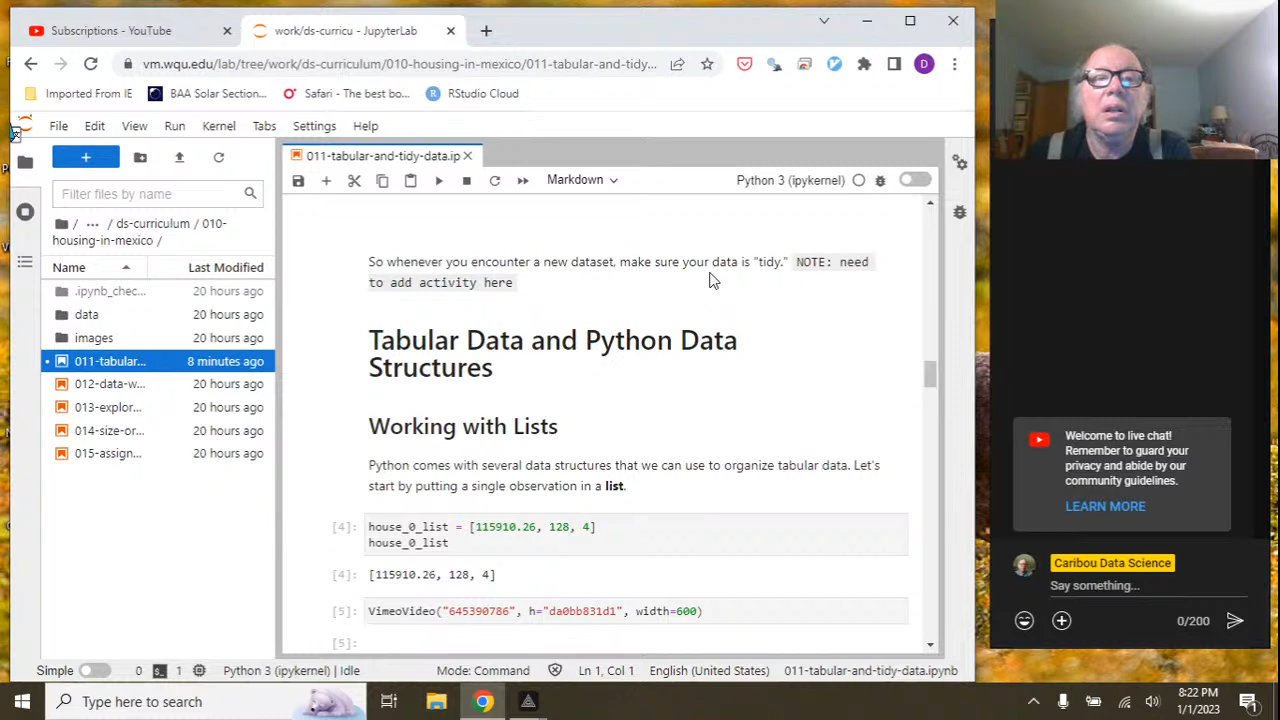 Subscriptions - YouTube
work/ds-curricu - JupyterLab
vm.wqu.edu/lab/tree/work/ds-curriculum/010-housing-in-mexico/011-tabular-and-tidy-...
D
Imported From IE
BAA Solar Section...
Safari - The best bo...
RStudio Cloud
File Edit View Run Kernel Tabs Settings Help
011-tabular-and-tidy-data.ip
Markdown
Python 3 (ipykernel)
Filter files by name
/ ... / ds-curriculum / 010-
housing-in-mexico /
Name Last Modified
.ipynb_chec... 20 hours ago
data 20 hours ago
images 20 hours ago
011-tabular... 8 minutes ago
012-data-w... 20 hours ago
013-explor... 20 hours ago
014-size-or... 20 hours ago
015-assign... 20 hours ago
So whenever you encounter a new dataset, make sure your data is "tidy." NOTE: need
to add activity here
Tabular Data and Python Data
Structures
Working with Lists
Python comes with several data structures that we can use to organize tabular data. Let's
start by putting a single observation in a list.
[4]: house_0_list = [115910.26, 128, 4]
house_0_list
[4]: [115910.26, 128, 4]
[5]: VimeoVideo("645390786", h="da0bb831d1", width=600)
[5]:
Simple 0 1 Python 3 (ipykernel) | Idle
Mode: Command Ln 1, Col 1 English (United States) 011-tabular-and-tidy-data.ipynb
Welcome to live chat!
Remember to guard your
privacy and abide by our
community guidelines.
LEARN MORE
Caribou Data Science
Say something...
0/200
Type here to search
8:22 PM
1/1/2023
1